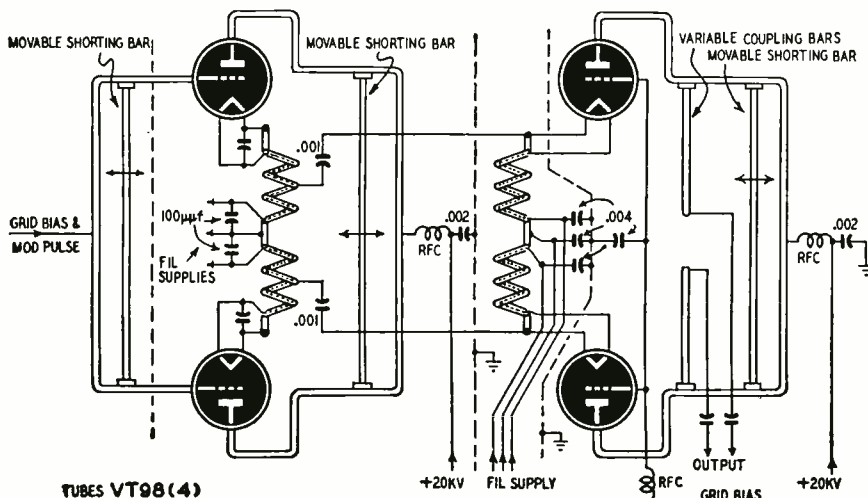 MOVABLE SHORTING BAR
MOVABLE SHORTING BAR
VARIABLE COUPLING BARS
MOVABLE SHORTING BAR
.001
GRID BIAS &
MOD PULSE
100μμf
FIL
SUPPLIES
.001
RFC
.002
.004
RFC
.002
TUBES VT98(4)
+20KV
FIL SUPPLY
RFC
OUTPUT
GRID BIAS
+20KV